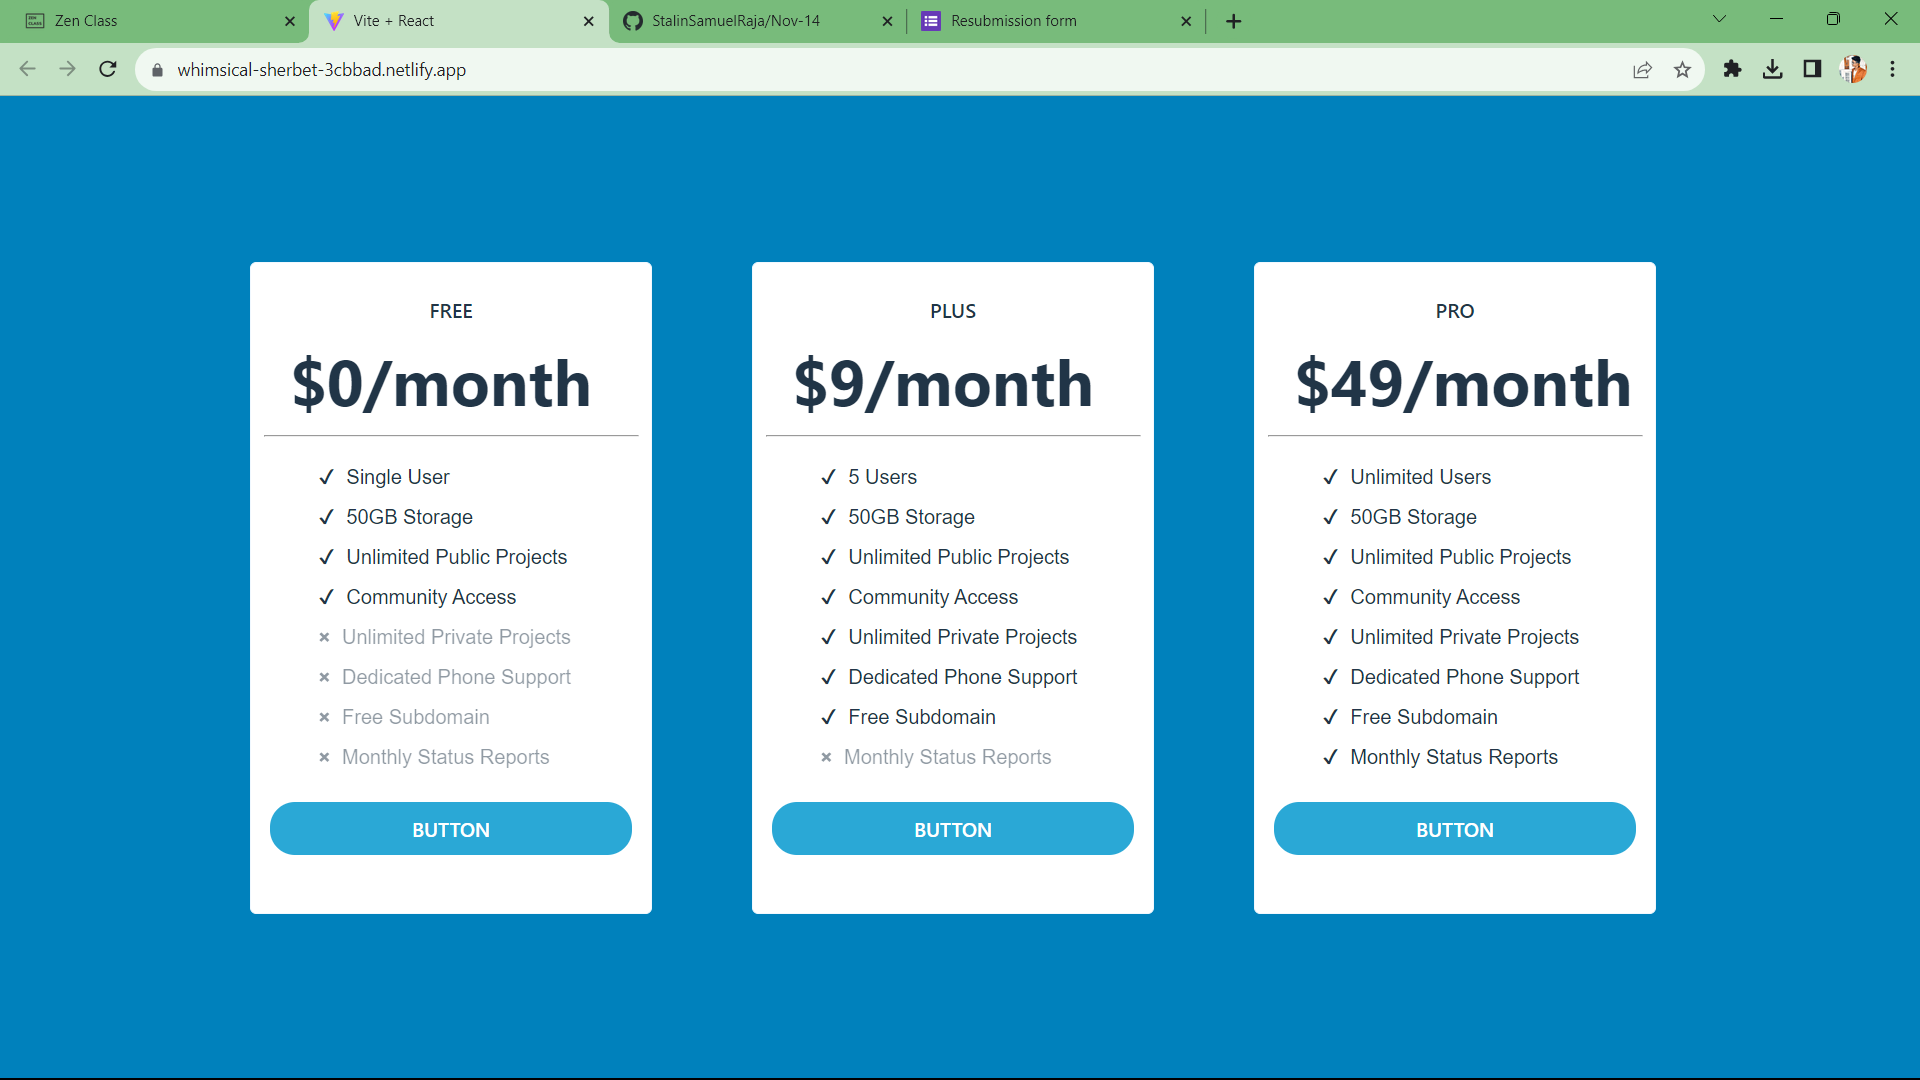 Zen Class
Vite + React
StalinSamuelRaja/Nov-14
Resubmission form
whimsical-sherbet-3cbbad.netlify.app
FREE
$0/month
✓ Single User
✓ 50GB Storage
✓ Unlimited Public Projects
✓ Community Access
× Unlimited Private Projects
× Dedicated Phone Support
× Free Subdomain
× Monthly Status Reports
BUTTON
PLUS
$9/month
✓ 5 Users
✓ 50GB Storage
✓ Unlimited Public Projects
✓ Community Access
✓ Unlimited Private Projects
✓ Dedicated Phone Support
✓ Free Subdomain
× Monthly Status Reports
BUTTON
PRO
$49/month
✓ Unlimited Users
✓ 50GB Storage
✓ Unlimited Public Projects
✓ Community Access
✓ Unlimited Private Projects
✓ Dedicated Phone Support
✓ Free Subdomain
✓ Monthly Status Reports
BUTTON